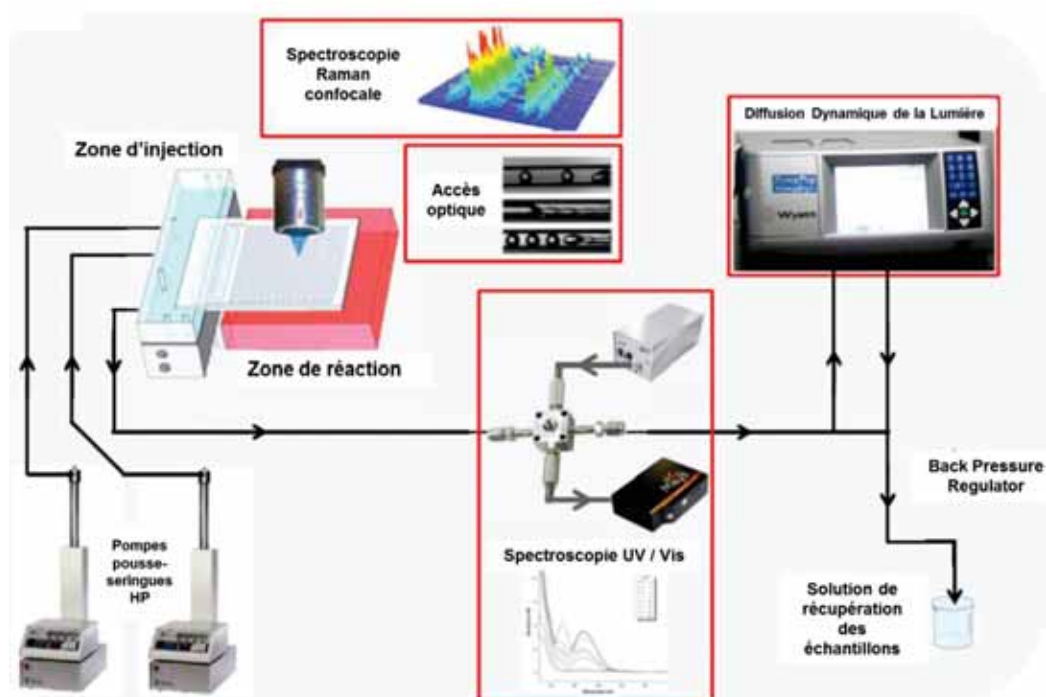 Spectroscopie
Raman
confocale
Diffusion Dynamique de la Lumière
Wyatt
Zone d'injection
Accès
optique
Zone de réaction
Back Pressure
Regulator
Pompes
pousse-
seringues
HP
Spectroscopie UV / Vis
Solution de
récupération
des
échantillons